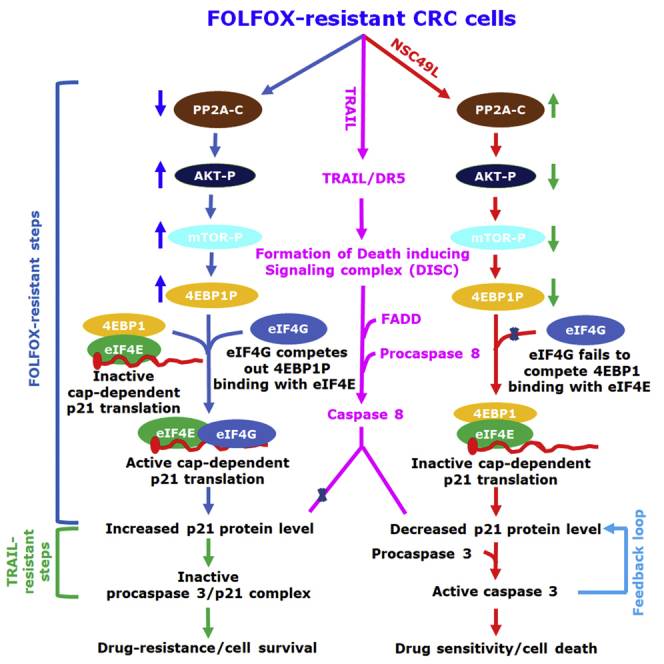 FOLFOX-resistant CRC cells
NSC49L
TRAIL
PP2A-C
PP2A-C
AKT-P
TRAIL/DR5
AKT-P
mTOR-P
mTOR-P
Formation of Death inducing
Signaling complex (DISC)
4EBP1P
4EBP1P
FOLFOX-resistant steps
4EBP1
eIF4E
Inactive
cap-dependent
p21 translation
eIF4G
eIF4G competes
out 4EBP1P
binding with eIF4E
FADD
Procaspase 8
eIF4G
eIF4G fails to
compete 4EBP1
binding with eIF4E
Caspase 8
eIF4E
eIF4G
Active cap-dependent
p21 translation
4EBP1
eIF4E
Inactive cap-dependent
p21 translation
Increased p21 protein level
Decreased p21 protein level
TRAIL-
resistant
steps
Procaspase 3
Feedback loop
Inactive
procaspase 3/p21 complex
Active caspase 3
Drug-resistance/cell survival
Drug sensitivity/cell death